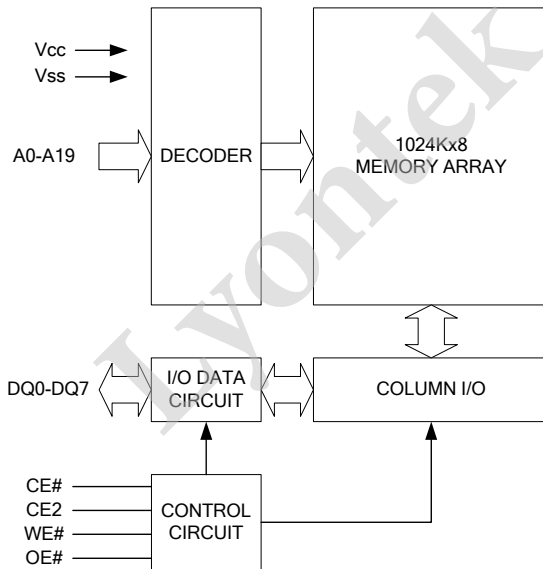 Vcc
Vss
A0-A19
DECODER
1024Kx8
MEMORY ARRAY
DQ0-DQ7
I/O DATA
CIRCUIT
COLUMN I/O
CE#
CE2
WE#
OE#
CONTROL
CIRCUIT
Lyontek